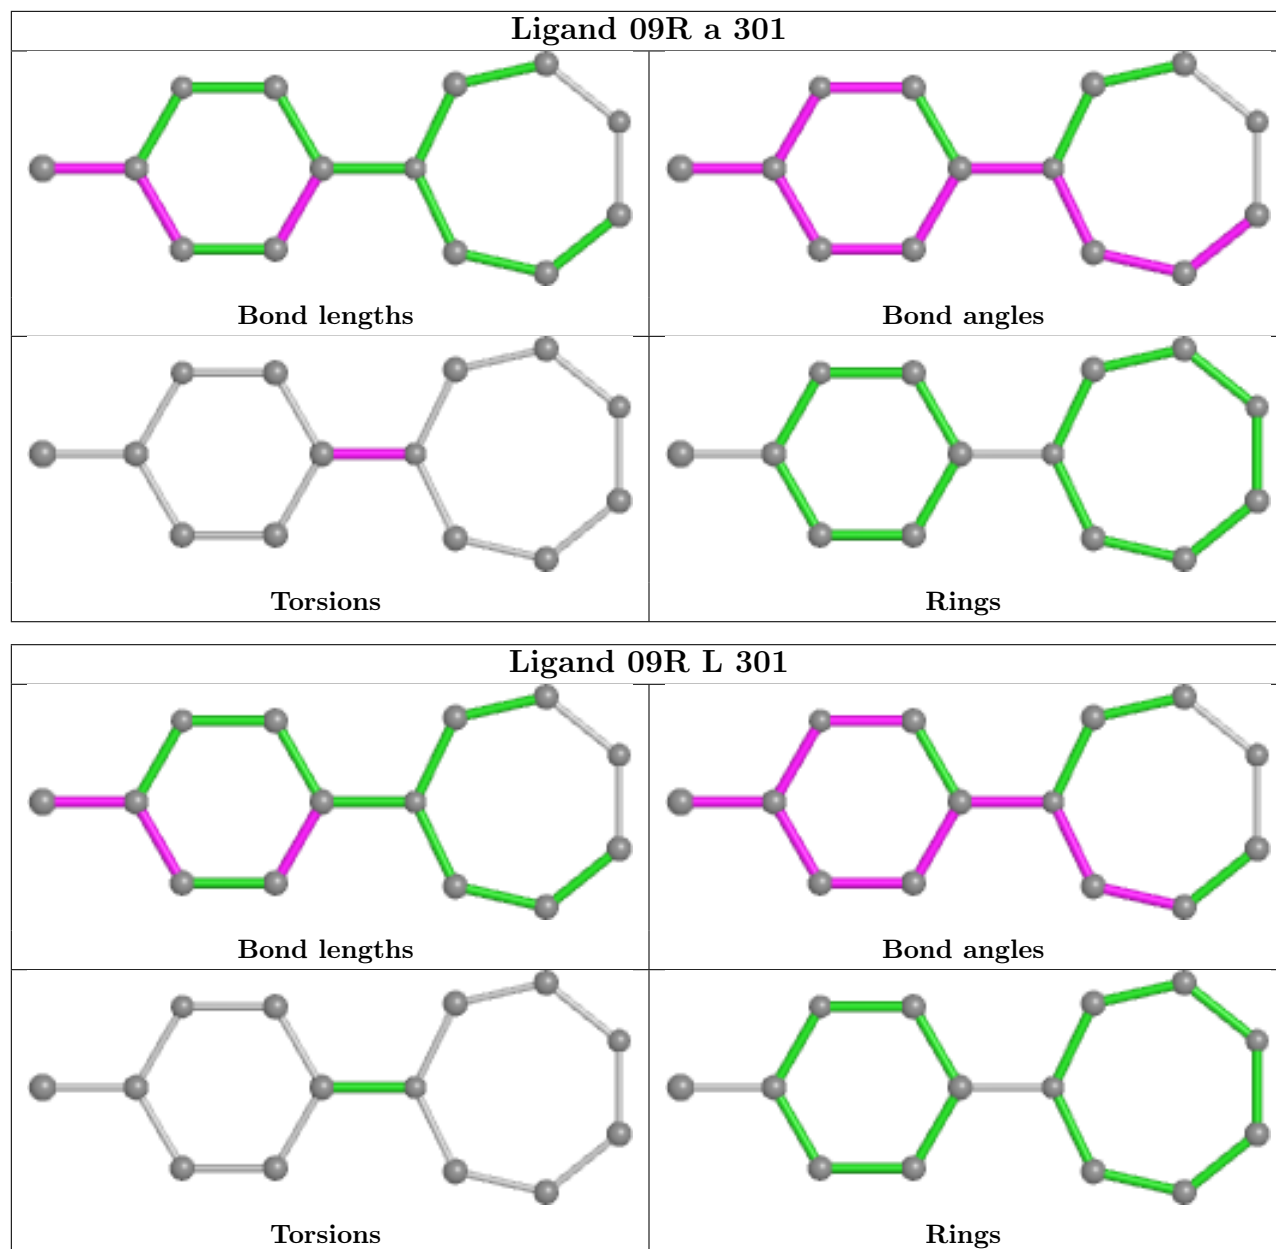 Ligand 09R a 301
Bond lengths
Bond angles
Torsions
Rings
Ligand 09R L 301
Bond lengths
Bond angles
Torsions
Rings